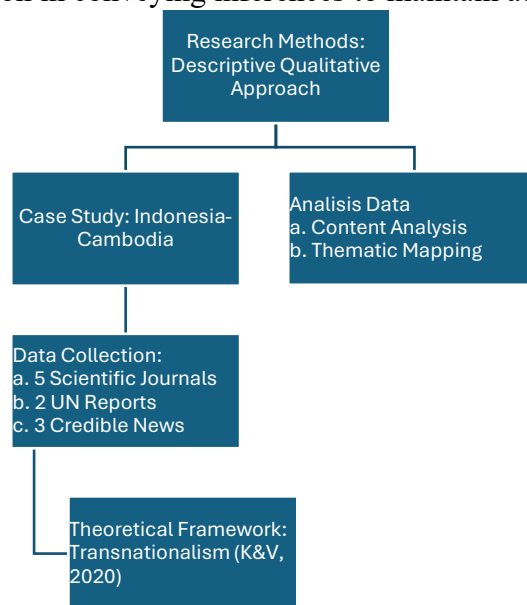 Research Methods:
Descriptive Qualitative
Approach
Case Study: Indonesia-
Cambodia
Analisis Data
a. Content Analysis
b. Thematic Mapping
Data Collection:
a. 5 Scientific Journals
b. 2 UN Reports
c. 3 Credible News
Theoretical Framework:
Transnationalism (K&V,
2020)